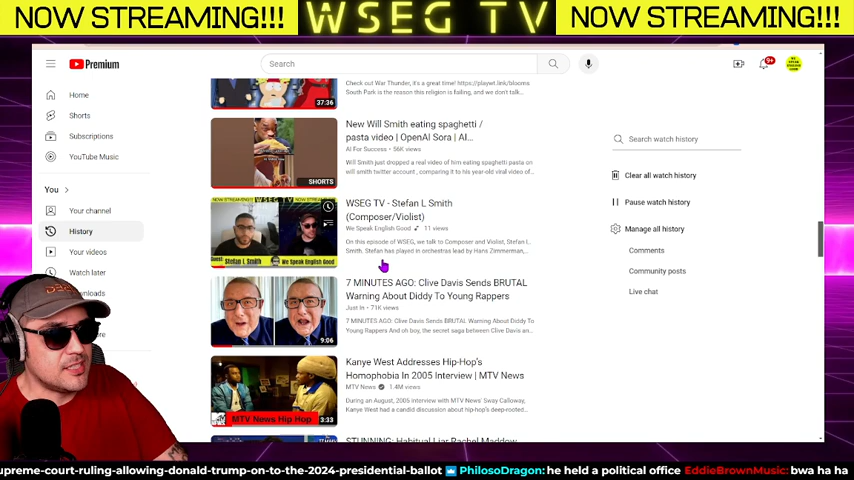 NOW STREAMING!!! WSEG TV NOW STREAMING!!!
Premium
Search
9+
Home
Shorts
Subscriptions
YouTube Music
You
Your channel
History
Your videos
Watch later
37:36
Check out War Thunder, it's a great game! https://playwt.link/blooms
South Park is the reason this religion is failing, and we don't talk...
SHORTS
New Will Smith eating spaghetti /
pasta video | OpenAI Sora | AI...
AI For Success • 56K views
Will Smith just dropped a real video of him eating spaghetti pasta on
will smith twitter account , comparing it to his year-old viral video of...
NOW STREAMING!!! WSEG TV
Stefan L Smith
We Speak English Good
WSEG TV - Stefan L Smith
(Composer/Violist)
We Speak English Good 11 views
On this episode of WSEG, we talk to Composer and Violist, Stefan L
Smith. Stefan has played in orchestras lead by Hans Zimmerman,...
9:06
7 MINUTES AGO: Clive Davis Sends BRUTAL
Warning About Diddy To Young Rappers
Just In • 71K views
7 MINUTES AGO: Clive Davis Sends BRUTAL Warning About Diddy To
Young Rappers And oh boy, the secret saga between Clive Davis an...
MTV News Hip Hop
3:33
Kanye West Addresses Hip-Hop's
Homophobia In 2005 Interview | MTV News
MTV News 1.4M views
During an August, 2005 interview with MTV News' Sway Calloway,
Kanye West had a candid discussion about hip-hop's deep-rooted...
STUNNING: Habitual Liar Rachel Maddow
Search watch history
Clear all watch history
Pause watch history
Manage all history
Comments
Community posts
Live chat
upreme-court-ruling-allowing-donald-trump-on-to-the-2024-presidential-ballot PhilosoDragon: he held a political office EddieBrownMusic: bwa ha ha